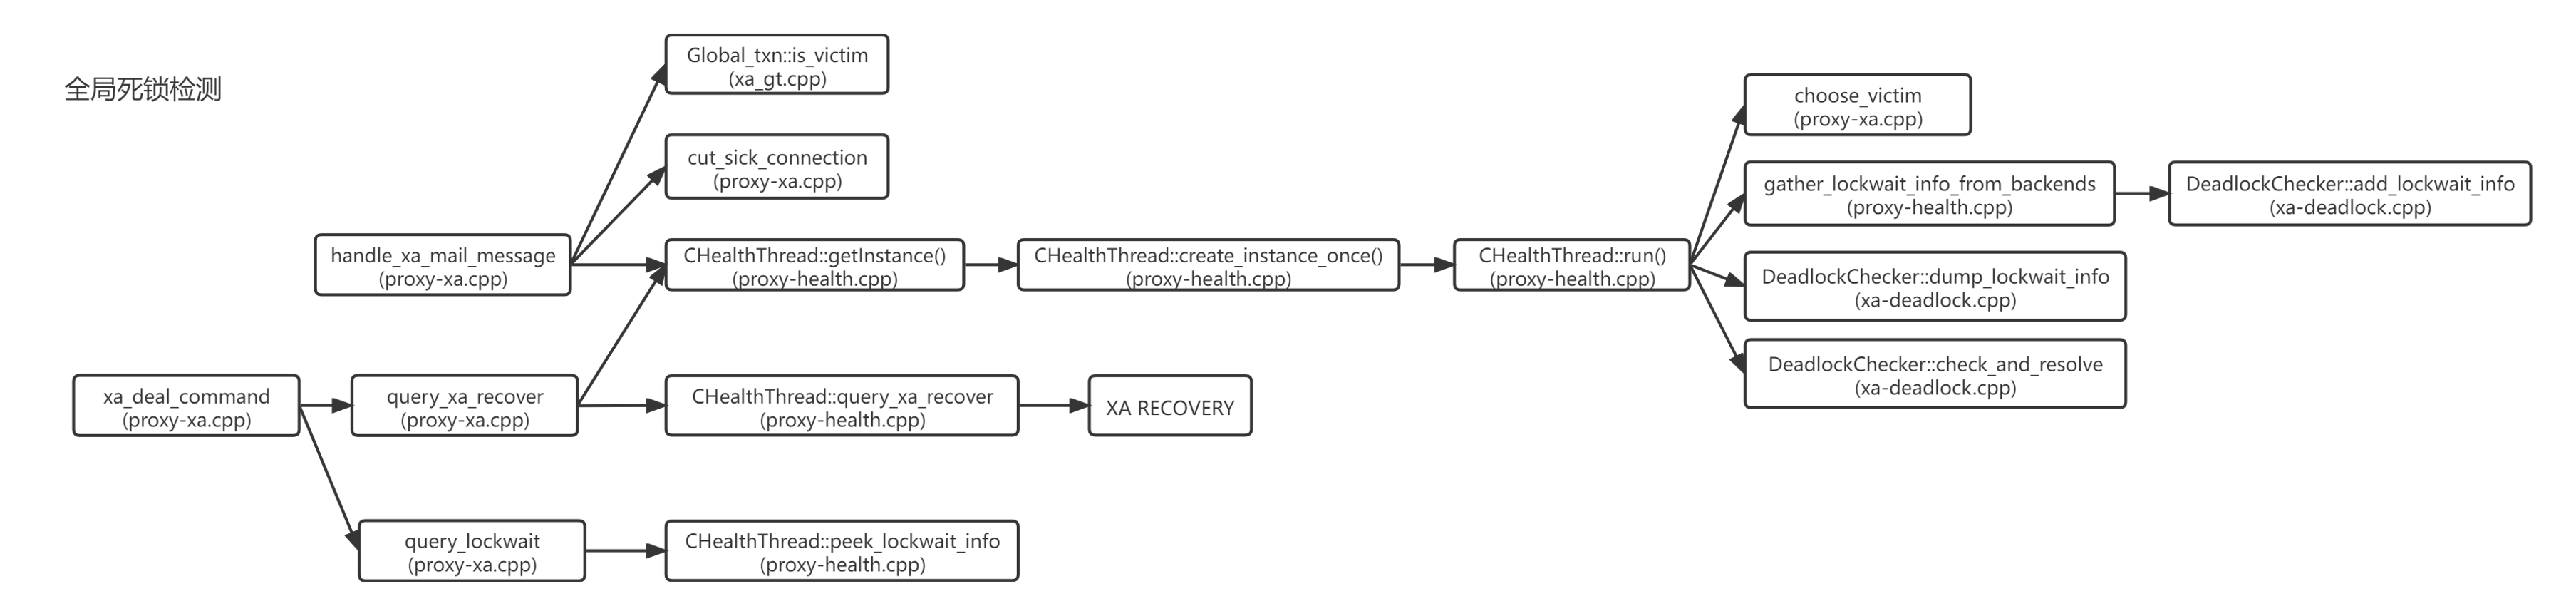 全局死锁检测
Global_txn::is_victim
(xa_gt.cpp)
cut_sick_connection
(proxy-xa.cpp)
handle_xa_mail_message
(proxy-xa.cpp)
CHealthThread::getInstance()
(proxy-health.cpp)
CHealthThread::create_instance_once()
(proxy-health.cpp)
CHealthThread::run()
(proxy-health.cpp)
choose_victim
(proxy-xa.cpp)
gather_lockwait_info_from_backends
(proxy-health.cpp)
DeadlockChecker::add_lockwait_info
(xa-deadlock.cpp)
DeadlockChecker::dump_lockwait_info
(xa-deadlock.cpp)
DeadlockChecker::check_and_resolve
(xa-deadlock.cpp)
xa_deal_command
(proxy-xa.cpp)
query_xa_recover
(proxy-xa.cpp)
CHealthThread::query_xa_recover
(proxy-health.cpp)
XA RECOVERY
query_lockwait
(proxy-xa.cpp)
CHealthThread::peek_lockwait_info
(proxy-health.cpp)